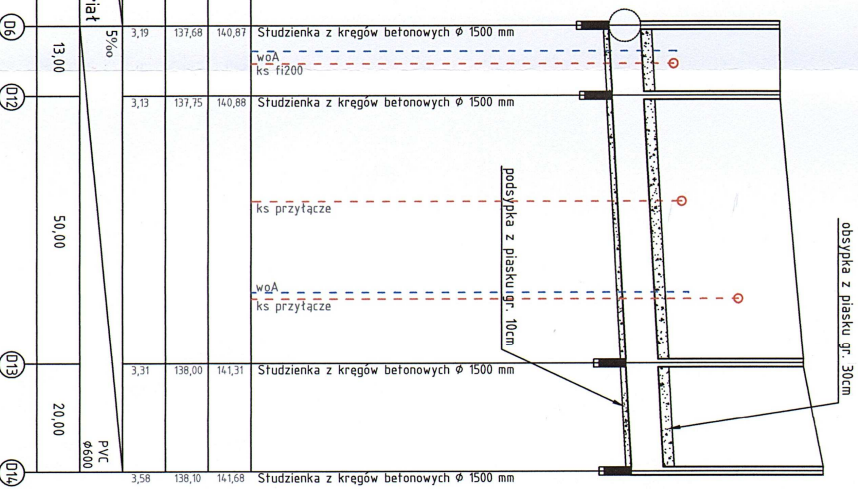 D6
D12
D13
D14
13,00
50,00
20,00
iał
5‰
PVC
ϕ600
3,19 137,68 140,87 Studzienka z kręgów betonowych ϕ 1500 mm
woA
ks fi200
3,13 137,75 140,88 Studzienka z kręgów betonowych ϕ 1500 mm
ks przyłącze
woA
ks przyłącze
3,31 138,00 141,31 Studzienka z kręgów betonowych ϕ 1500 mm
3,58 138,10 141,68 Studzienka z kręgów betonowych ϕ 1500 mm
podsypka z piasku gr. 10cm
obsypka z piasku gr. 30cm